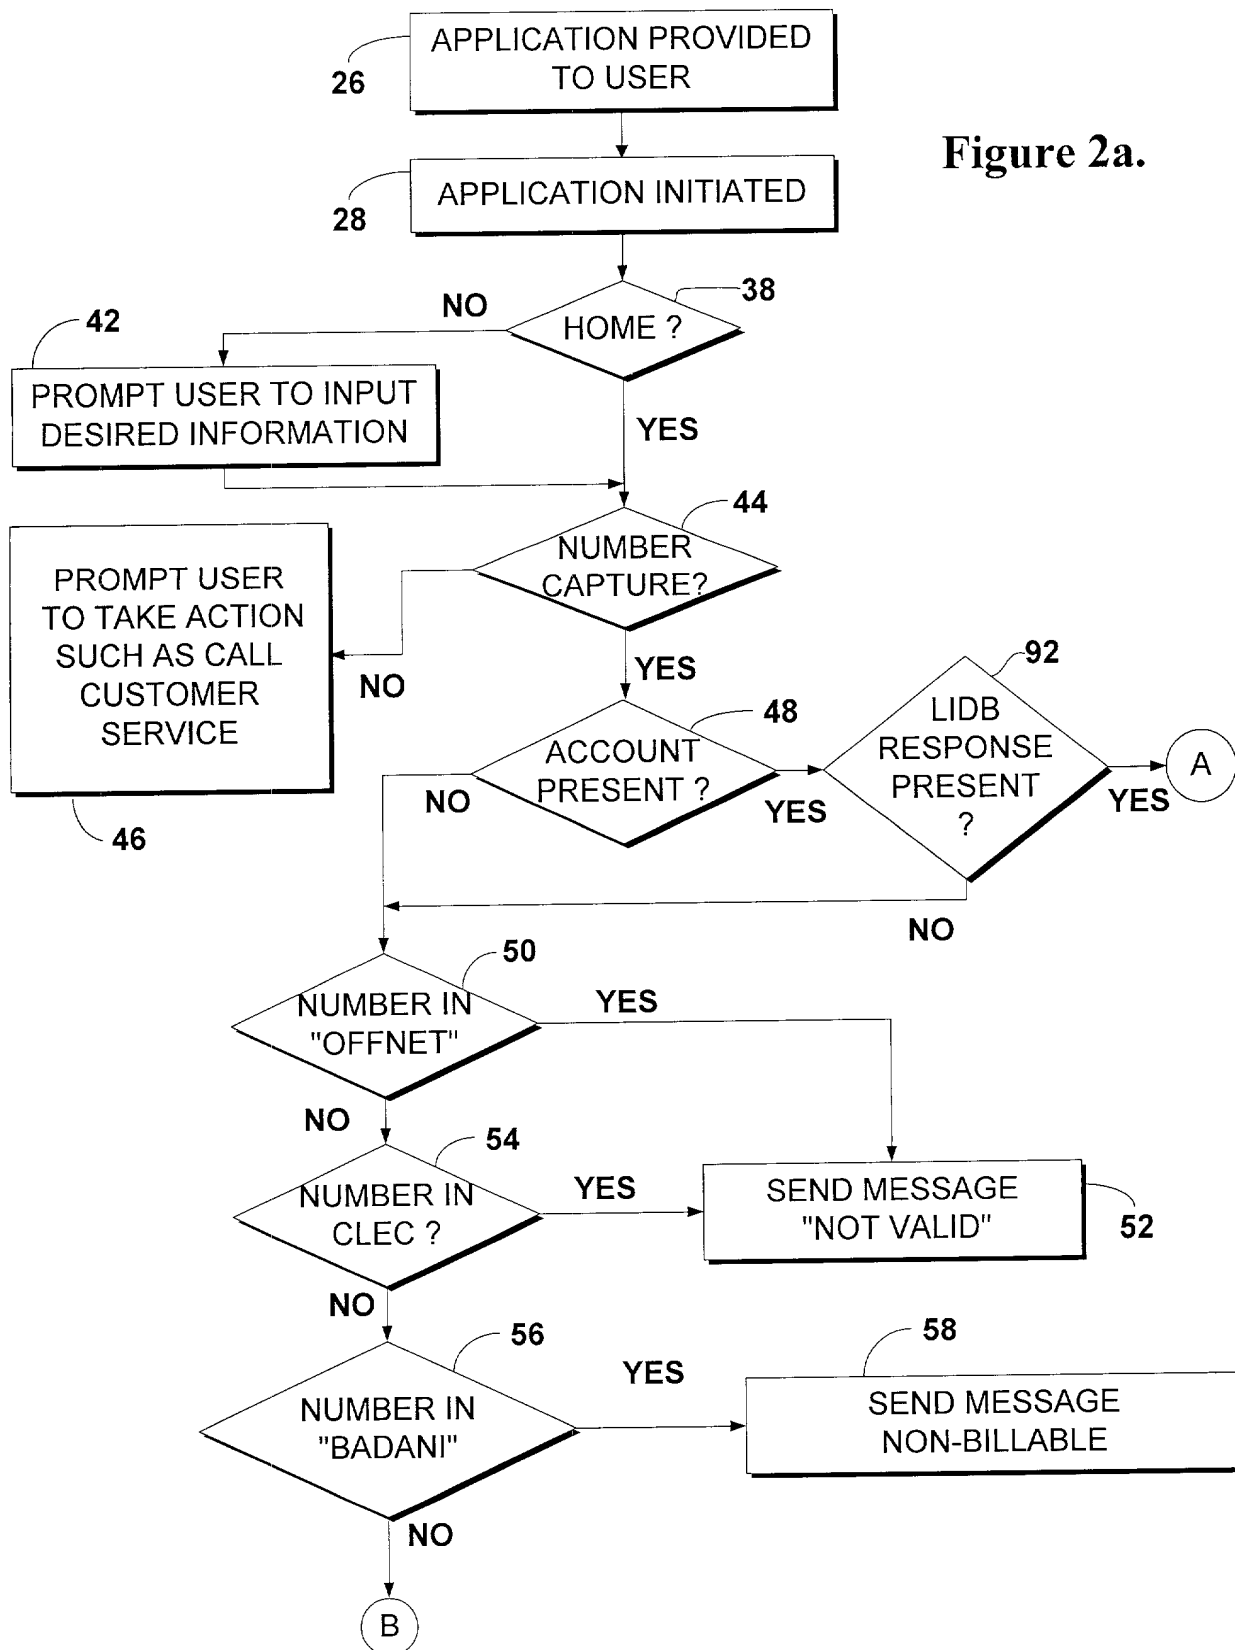 APPLICATION PROVIDED
TO USER
26
Figure 2a.
APPLICATION INITIATED
28
38
NO
HOME ?
42
PROMPT USER TO INPUT
DESIRED INFORMATION
YES
44
NUMBER
CAPTURE?
PROMPT USER
TO TAKE ACTION
SUCH AS CALL
CUSTOMER
SERVICE
NO
YES
46
92
48
LIDB
RESPONSE
PRESENT
?
ACCOUNT
PRESENT ?
NO
YES
YES
A
NO
50
NUMBER IN
"OFFNET"
YES
NO
54
NUMBER IN
CLEC ?
YES
SEND MESSAGE
"NOT VALID"
52
NO
56
NUMBER IN
"BADANI"
YES
58
SEND MESSAGE
NON-BILLABLE
NO
B